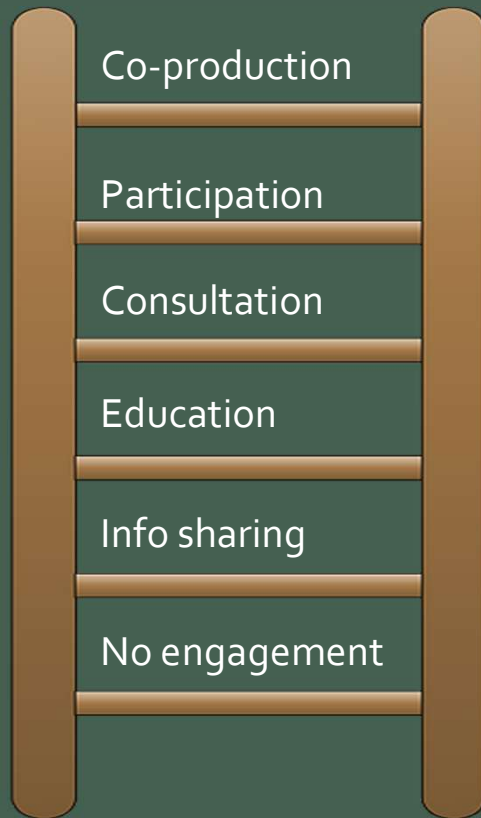 Co-production
Participation
Consultation
Education
Info sharing
No engagement